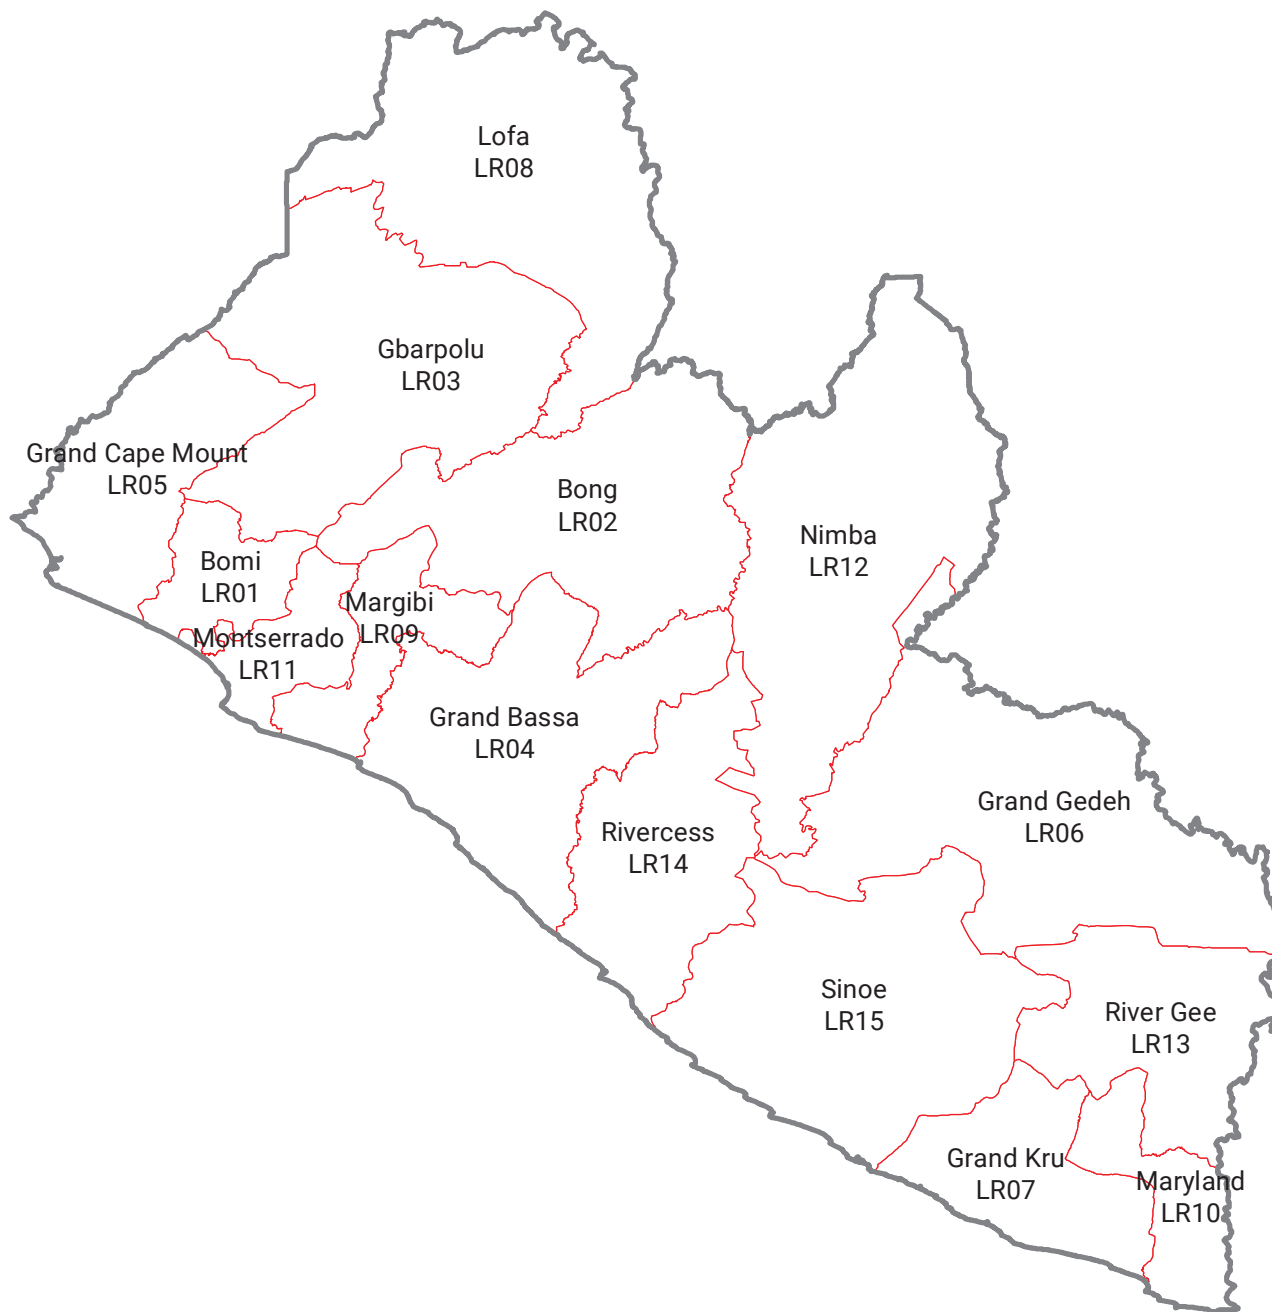 Lofa
LR08
Gbarpolu
LR03
Grand Cape Mount
LR05
Bong
LR02
Nimba
LR12
Bomi
LR01
Margibi
LR09
Montserrado
LR11
Grand Bassa
LR04
Grand Gedeh
LR06
Rivercess
LR14
Sinoe
LR15
River Gee
LR13
Grand Kru
LR07
Maryland
LR10